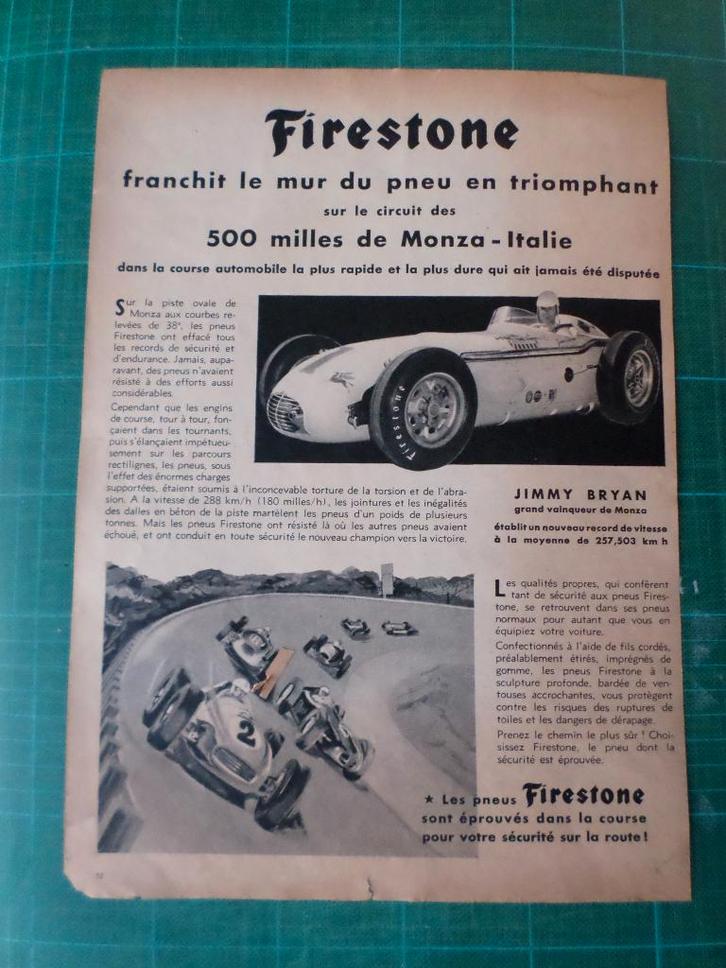 Firestone
franchit le mur du pneu en triomphant
sur le circuit des
500 milles de Monza - Italie
dans la course automobile la plus rapide et la plus dure qui ait jamais été disputée
Sur la piste ovale de
Monza aux courbes re-
levées de 38°, les pneus
Firestone ont effacé tous
les records de sécurité et
d'endurance. Jamais, aupa-
ravant, des pneus n'avaient
résisté à des efforts aussi
considérables.
Cependant que les engins
de course, tour à tour, fon-
çaient dans les tournants,
puis s'élançaient impétueu-
sement sur les parcours
rectilignes, les pneus, sous
l'effet des énormes charges
supportées, étaient soumis à l'inconcevable torture de la torsion et de l'abra-
sion. A la vitesse de 288 km/h (180 milles/h), les jointures et les inégalités
des dalles en béton de la piste martèlent les pneus d'un poids de plusieurs
tonnes. Mais les pneus Firestone ont résisté là où les autres pneus avaient
échoué, et ont conduit en toute sécurité le nouveau champion vers la victoire.
Firestone
JIMMY BRYAN
grand vainqueur de Monza
établit un nouveau record de vitesse
à la moyenne de 257,503 km h
2
Les qualités propres, qui confèrent
tant de sécurité aux pneus Fires-
tone, se retrouvent dans ses pneus
normaux pour autant que vous en
équipiez votre voiture.
Confectionnés à l'aide de fils cordés,
préalablement étirés, imprégnés de
gomme, les pneus Firestone à la
sculpture profonde, bardée de ven-
touses accrochantes, vous protègent
contre les risques des ruptures de
toiles et les dangers de dérapage.
Prenez le chemin le plus sûr ! Choi-
sissez Firestone, le pneu dont la
sécurité est éprouvée.
★ Les pneus Firestone
sont éprouvés dans la course
pour votre sécurité sur la route !